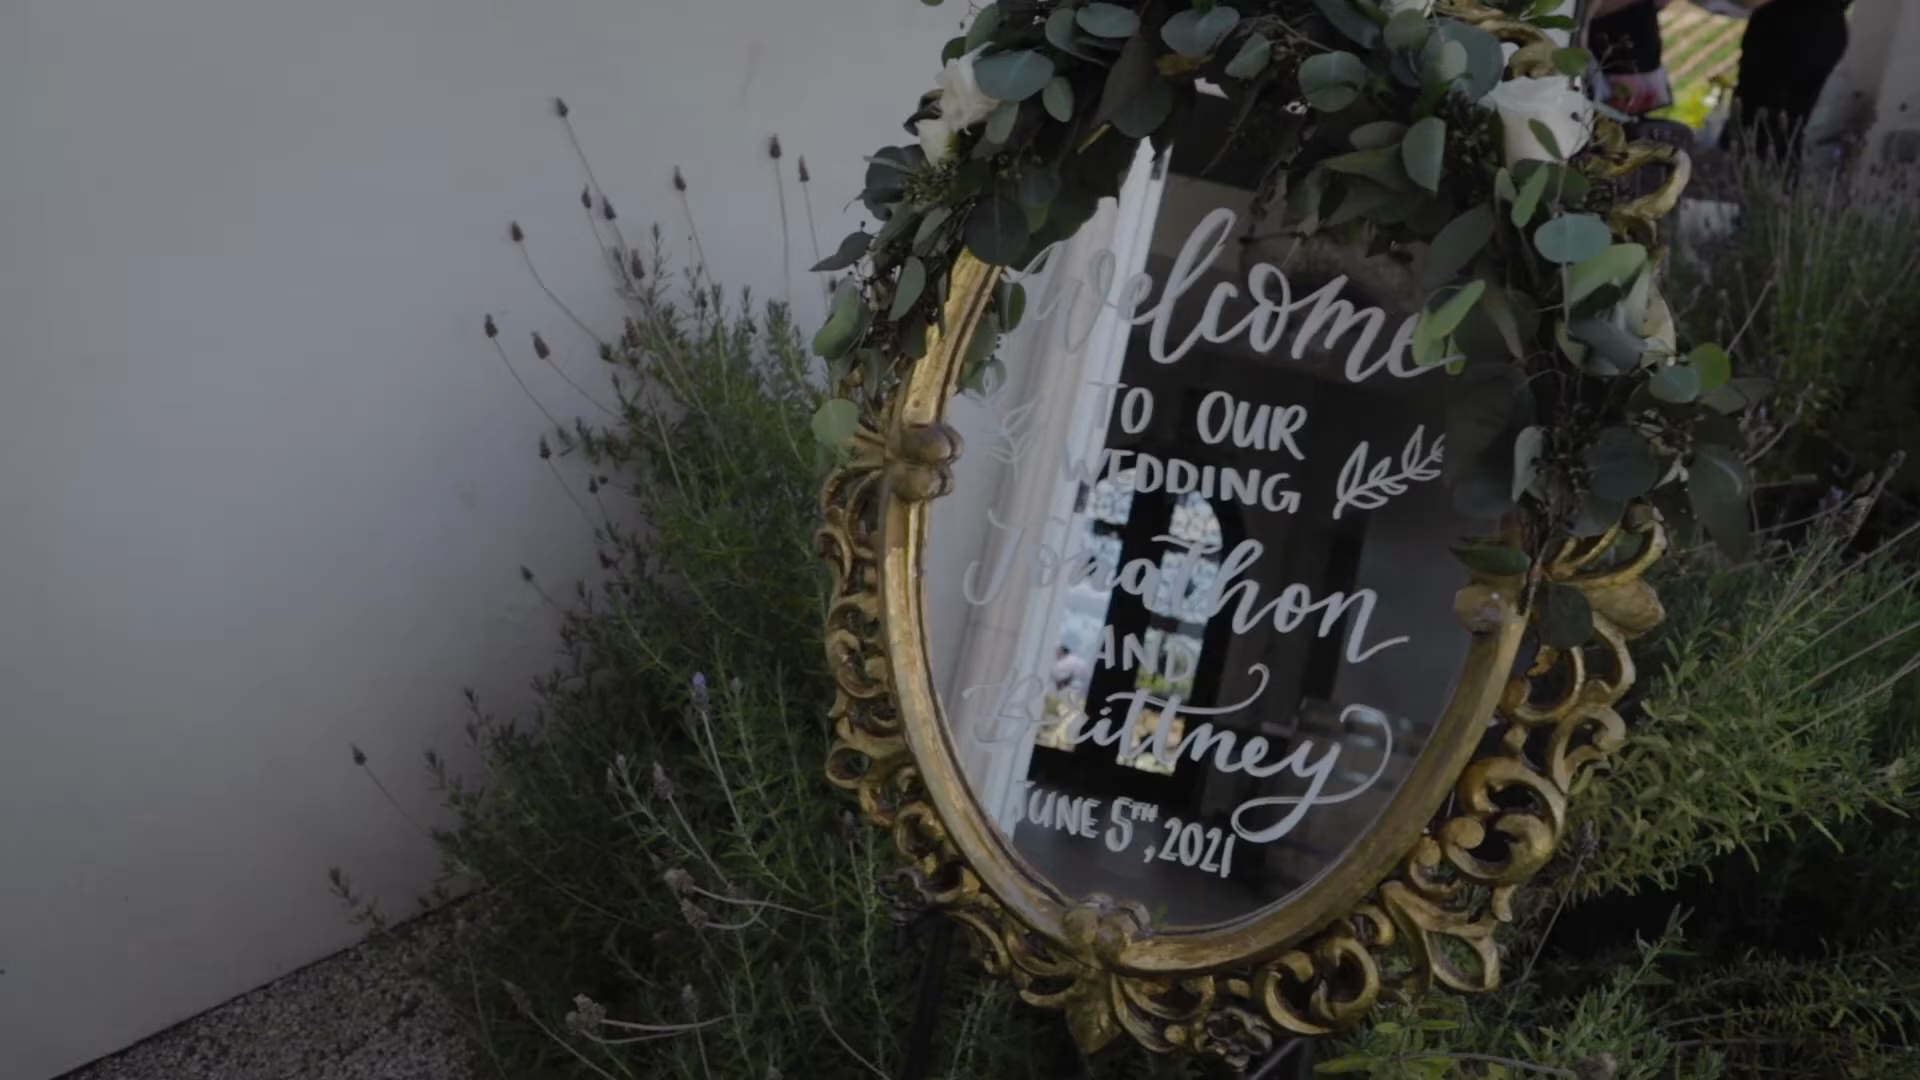 Welcome
TO OUR
WEDDING
Jonathon
AND
Brittney
JUNE 5TH, 2021